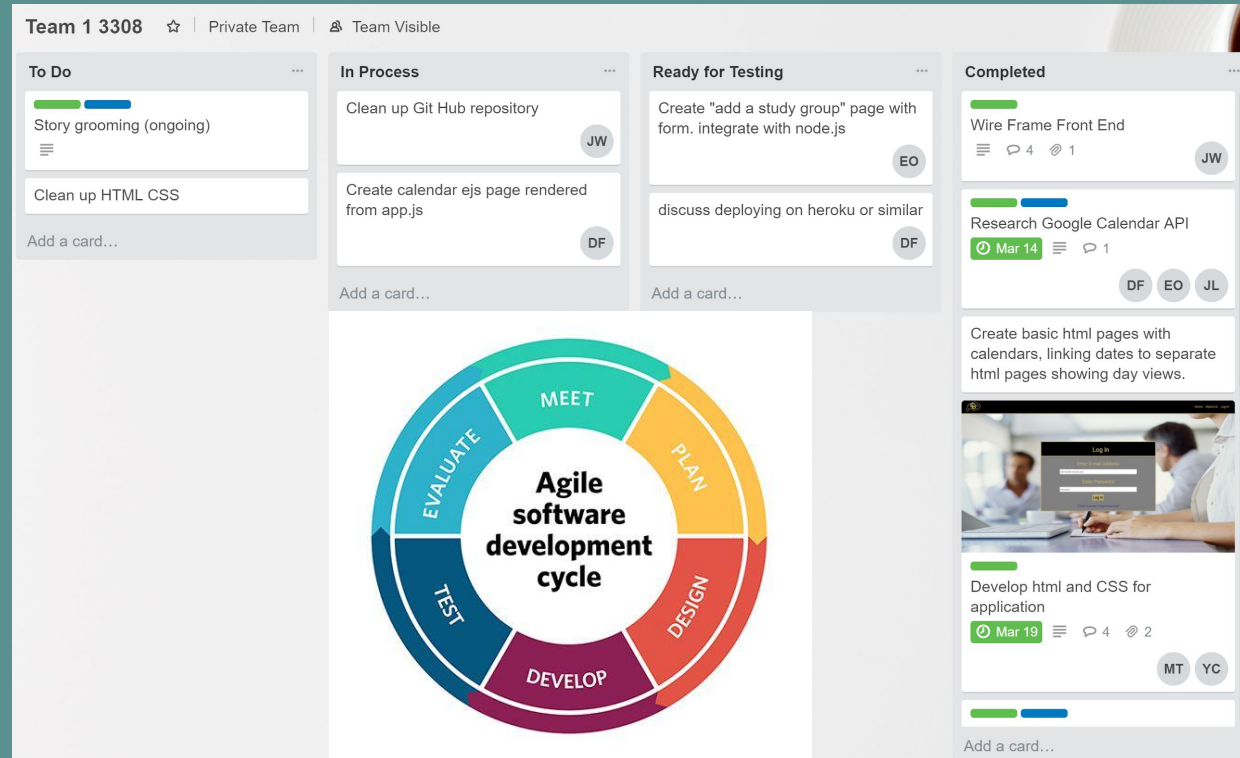 Team 1 3308
Private Team
Team Visible
To Do
Story grooming (ongoing)
Clean up HTML CSS
Add a card…
In Process
Clean up Git Hub repository
JW
Create calendar ejs page rendered
from app.js
DF
Add a card…
Ready for Testing
Create "add a study group" page with
form. integrate with node.js
EO
discuss deploying on heroku or similar
DF
Add a card…
Completed
Wire Frame Front End
4 1
JW
Research Google Calendar API
Mar 14 1
DF EO JL
Create basic html pages with
calendars, linking dates to separate
html pages showing day views.
Log In
Develop html and CSS for
application
Mar 19 4 2
MT YC
Add a card…
MEET
PLAN
DESIGN
DEVELOP
TEST
EVALUATE
Agile
software
development
cycle